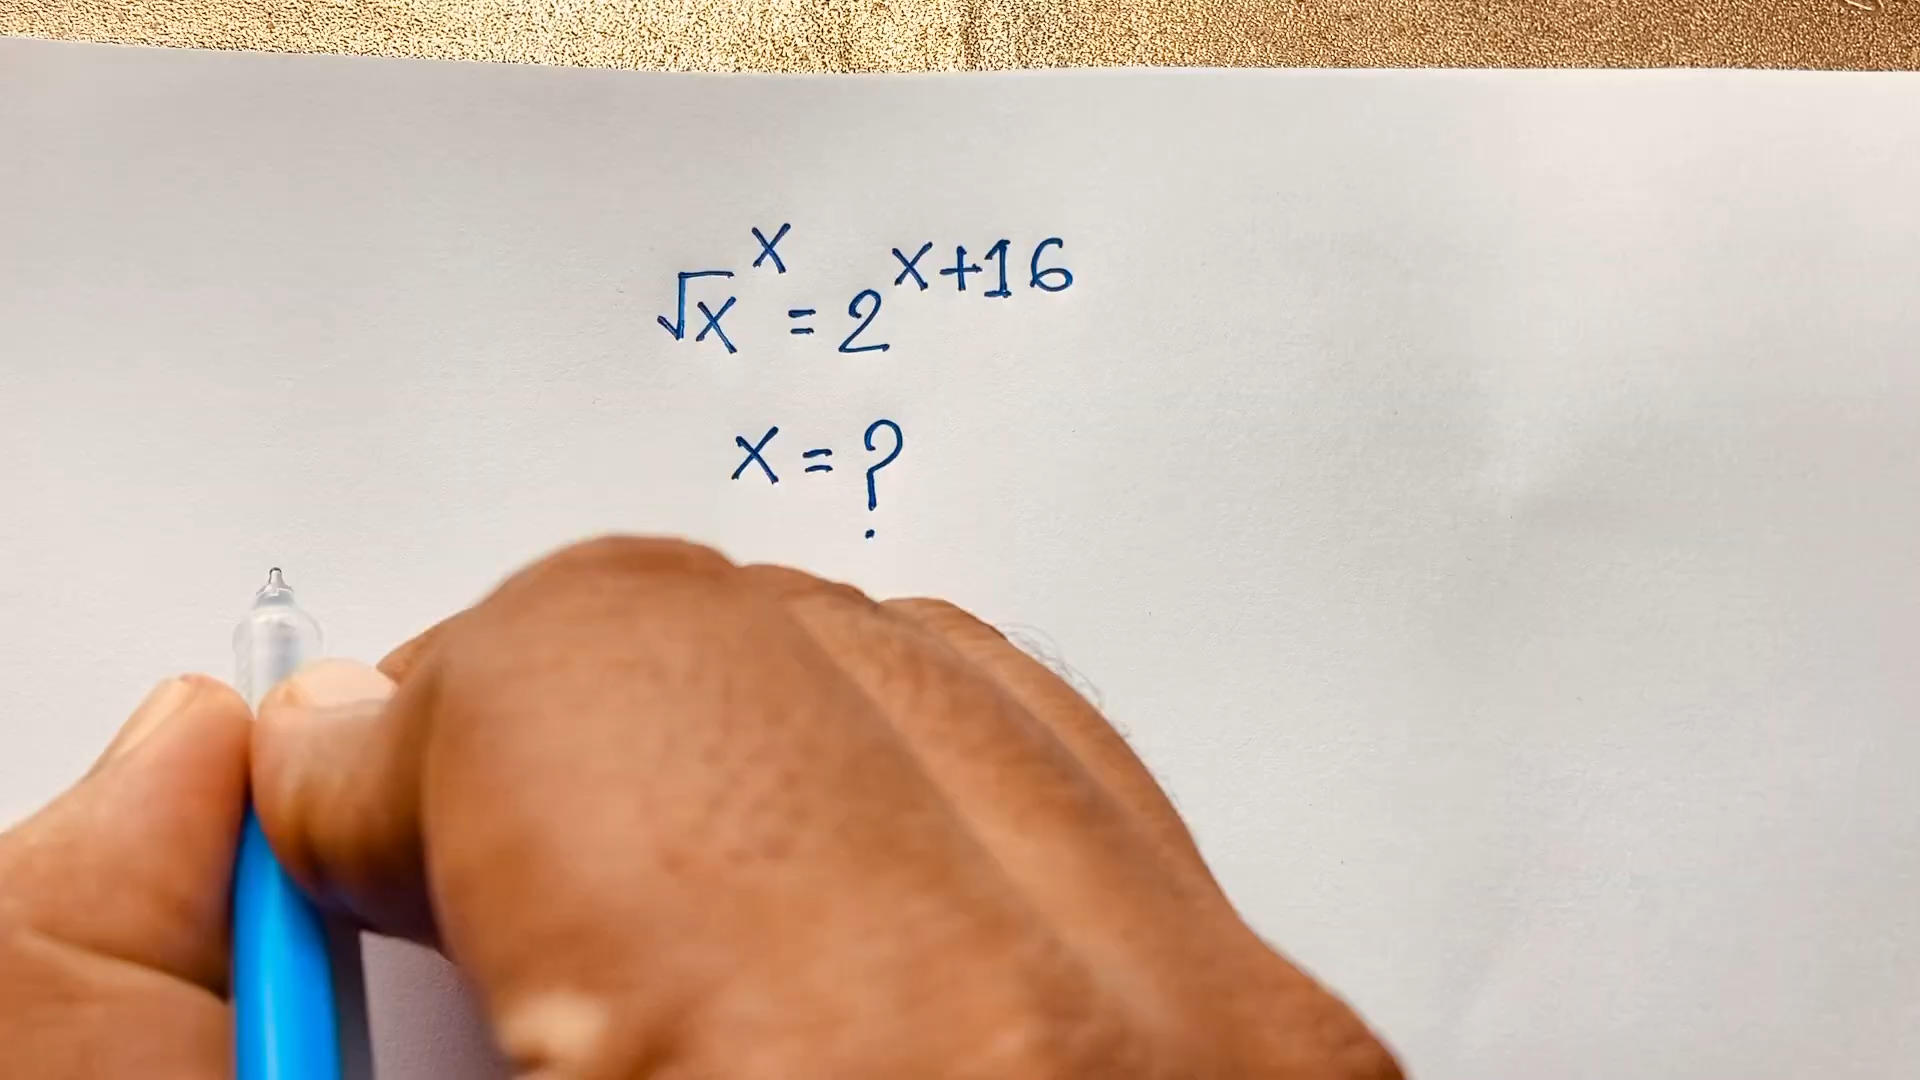 √x^x = 2^x+16
x = ?